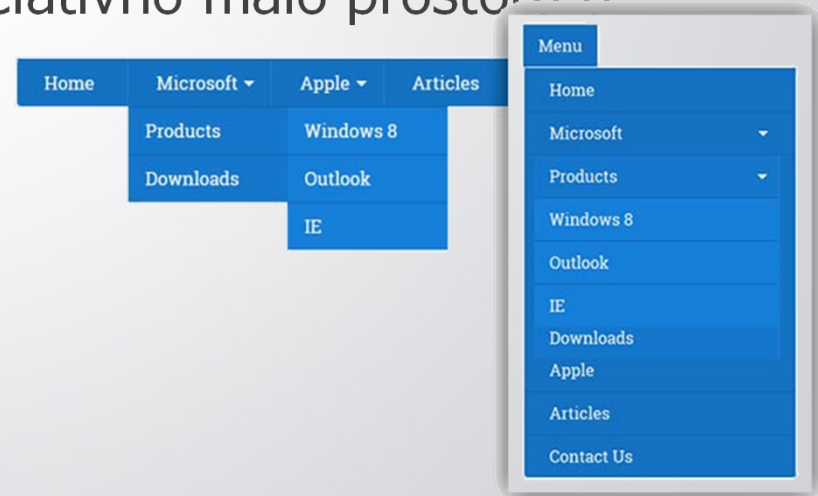 malo
Home Microsoft Apple Articles
Products Windows 8
Downloads Outlook
IE
Menu
Home
Microsoft
Products
Windows 8
Outlook
IE
Downloads
Apple
Articles
Contact Us